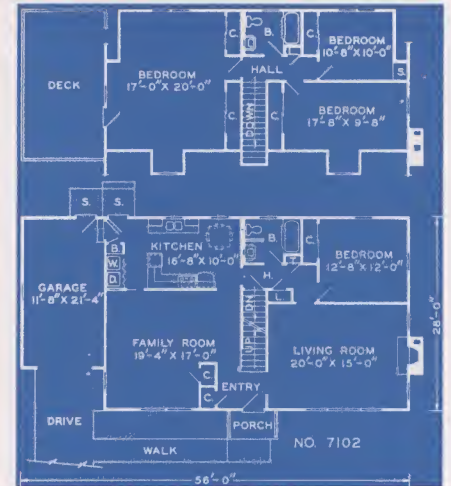 DECK
BEDROOM
17'-0" X 20'-0"
C.
B.
C.
BEDROOM
10'-8" X 10'-0"
S.
HALL
C.
DOWN
C.
BEDROOM
17'-8" X 9'-8"
S.
S.
B.
W.
D.
KITCHEN
16'-8" X 10'-0"
B.
C.
BEDROOM
12'-8" X 12'-0"
H.
L.
GARAGE
11'-8" X 21'-4"
FAMILY ROOM
19'-4" X 17'-0"
UP
DN
LIVING ROOM
20'-0" X 15'-0"
28'-0"
C.
C.
ENTRY
DRIVE
PORCH
WALK
NO. 7102
56'-0"